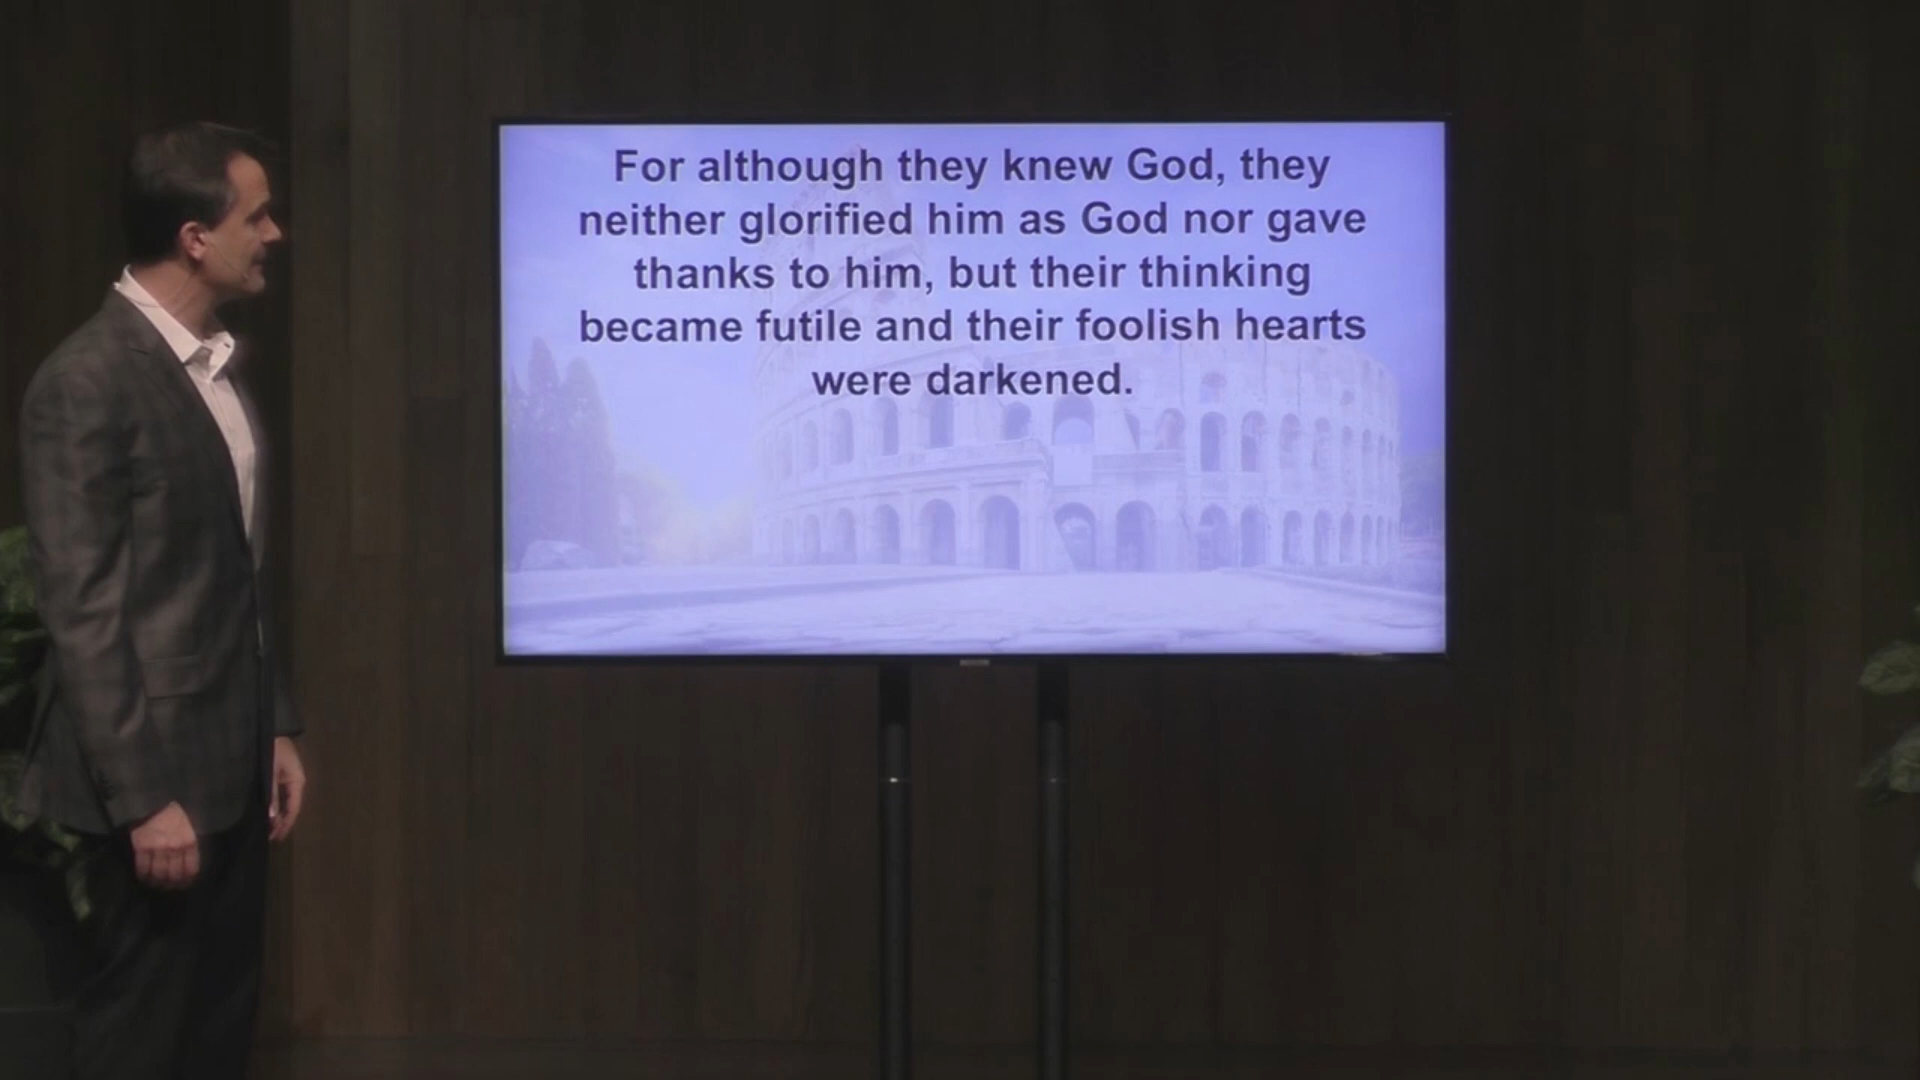 For although they knew God, they
neither glorified him as God nor gave
thanks to him, but their thinking
became futile and their foolish hearts
were darkened.